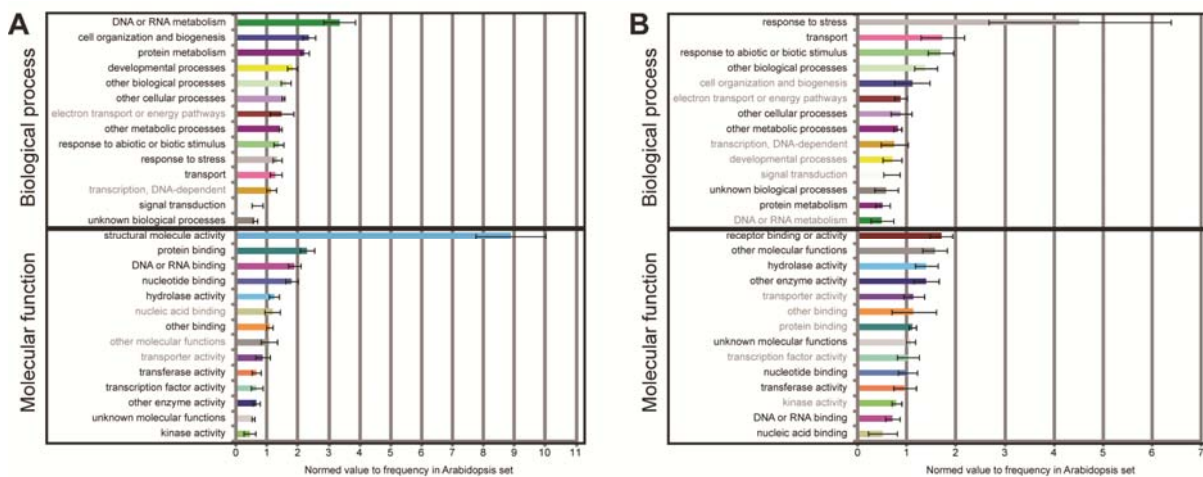 A
Biological process
DNA or RNA metabolism
cell organization and biogenesis
protein metabolism
developmental processes
other biological processes
other cellular processes
electron transport or energy pathways
other metabolic processes
response to abiotic or biotic stimulus
response to stress
transport
transcription, DNA-dependent
signal transduction
unknown biological processes
Molecular function
structural molecule activity
protein binding
DNA or RNA binding
nucleotide binding
hydrolase activity
nucleic acid binding
other binding
other molecular functions
transporter activity
transferase activity
transcription factor activity
other enzyme activity
unknown molecular functions
kinase activity
0 1 2 3 4 5 6 7 8 9 10 11
Normed value to frequency in Arabidopsis set
B
Biological process
response to stress
transport
response to abiotic or biotic stimulus
other biological processes
cell organization and biogenesis
electron transport or energy pathways
other cellular processes
other metabolic processes
transcription, DNA-dependent
developmental processes
signal transduction
unknown biological processes
protein metabolism
DNA or RNA metabolism
Molecular function
receptor binding or activity
other molecular functions
hydrolase activity
other enzyme activity
transporter activity
other binding
protein binding
unknown molecular functions
transcription factor activity
nucleotide binding
transferase activity
kinase activity
DNA or RNA binding
nucleic acid binding
0 1 2 3 4 5 6 7
Normed value to frequency in Arabidopsis set